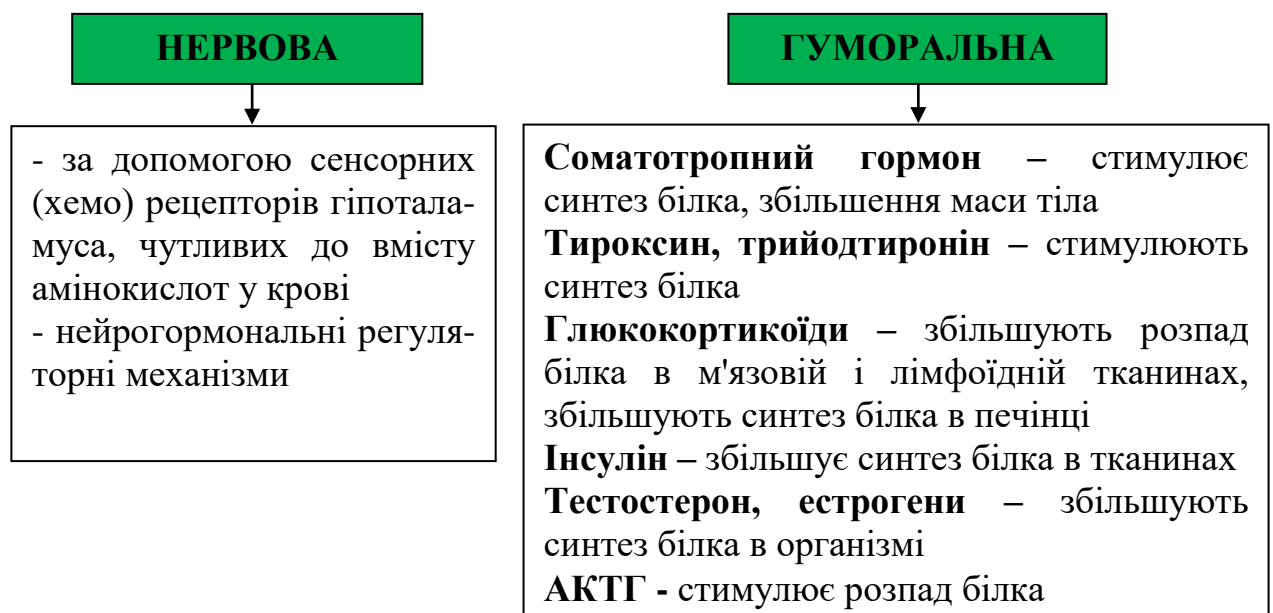 НЕРВОВА
- за допомогою сенсорних
(хемо) рецепторів гіпотала-
муса, чутливих до вмісту
амінокислот у крові
- нейрогормональні регуля-
торні механізми
ГУМОРАЛЬНА
Соматотропний гормон – стимулює
синтез білка, збільшення маси тіла
Тироксин, трийодтиронін – стимулюють
синтез білка
Глюкокортикоїди – збільшують розпад
білка в м'язовій і лімфоїдній тканинах,
збільшують синтез білка в печінці
Інсулін – збільшує синтез білка в тканинах
Тестостерон, естрогени – збільшують
синтез білка в організмі
АКТГ - стимулює розпад білка